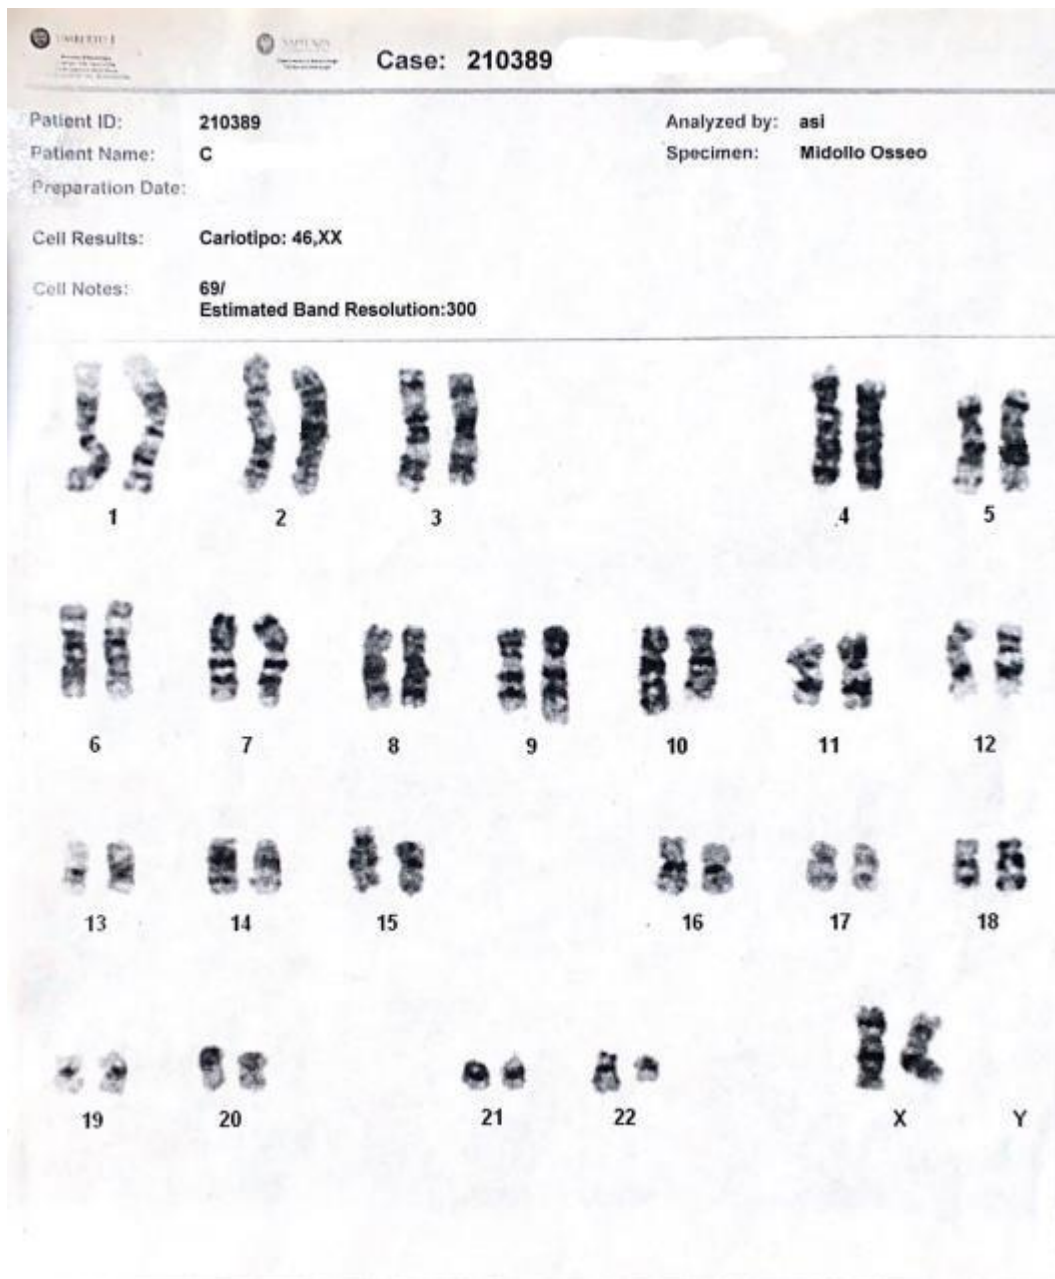 Case: 210389
Patient ID: 210389
Analyzed by: asi
Patient Name: C
Specimen: Midollo Osseo
Preparation Date:
Cell Results: Cariotipo: 46,XX
Cell Notes: 69/
Estimated Band Resolution:300
1 2 3 4 5
6 7 8 9 10 11 12
13 14 15 16 17 18
19 20 21 22 X Y